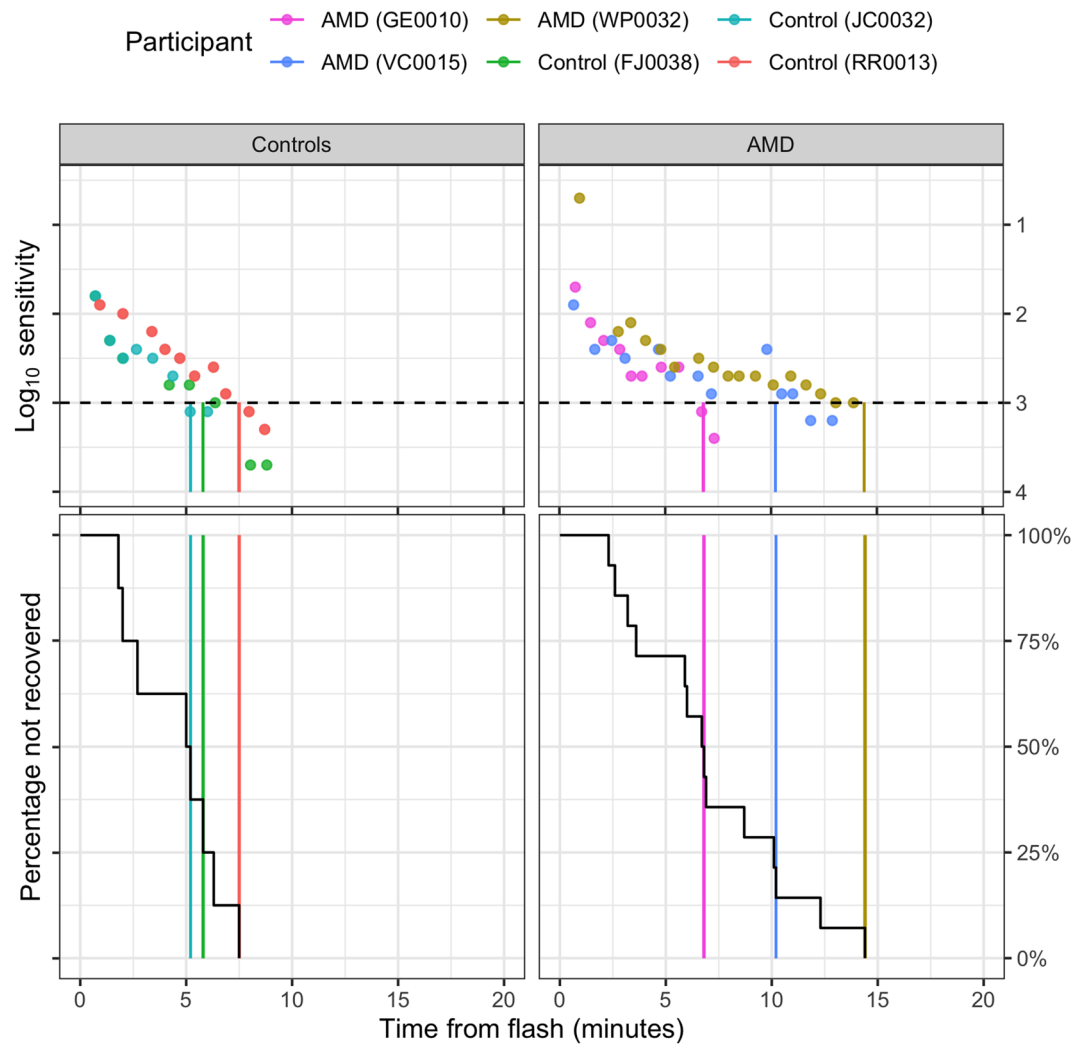 Participant
AMD (GE0010) AMD (WP0032) Control (JC0032)
AMD (VC0015) Control (FJ0038) Control (RR0013)
Controls AMD
Log₁₀ sensitivity
1
2
3
4
Percentage not recovered
100%
75%
50%
25%
0%
0 5 10 15 20 0 5 10 15 20
Time from flash (minutes)